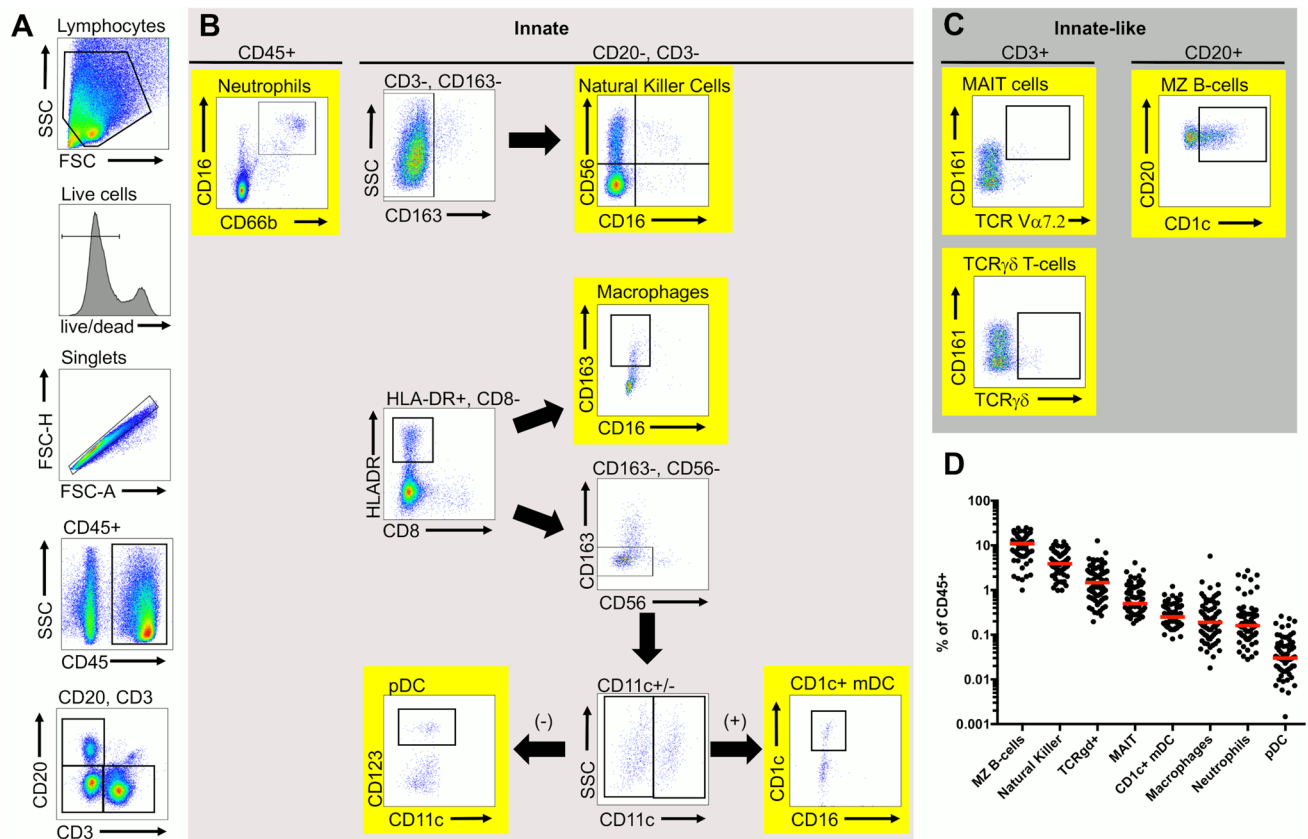 A
Lymphocytes
SSC
FSC
Live cells
live/dead
Singlets
FSC-H
FSC-A
CD45+
SSC
CD45
CD20, CD3
CD20
CD3
B
Innate
CD45+
CD20-, CD3-
Neutrophils
CD16
CD66b
CD3-, CD163-
SSC
CD163
Natural Killer Cells
CD56
CD16
Macrophages
CD163
CD16
HLA-DR+, CD8-
HLADR
CD8
CD163-, CD56-
CD163
CD56
pDC
CD123
CD11c
(-)
CD11c+/-
SSC
CD11c
(+)
CD1c+ mDC
CD1c
CD16
C
Innate-like
CD3+
CD20+
MAIT cells
CD161
TCR Vα7.2
MZ B-cells
CD20
CD1c
TCRγδ T-cells
CD161
TCRγδ
D
% of CD45+
100
10
1
0.1
0.01
0.001
MZ B-cells
Natural Killer
TCRgd+
MAIT
CD1c+ mDC
Macrophages
Neutrophils
pDC